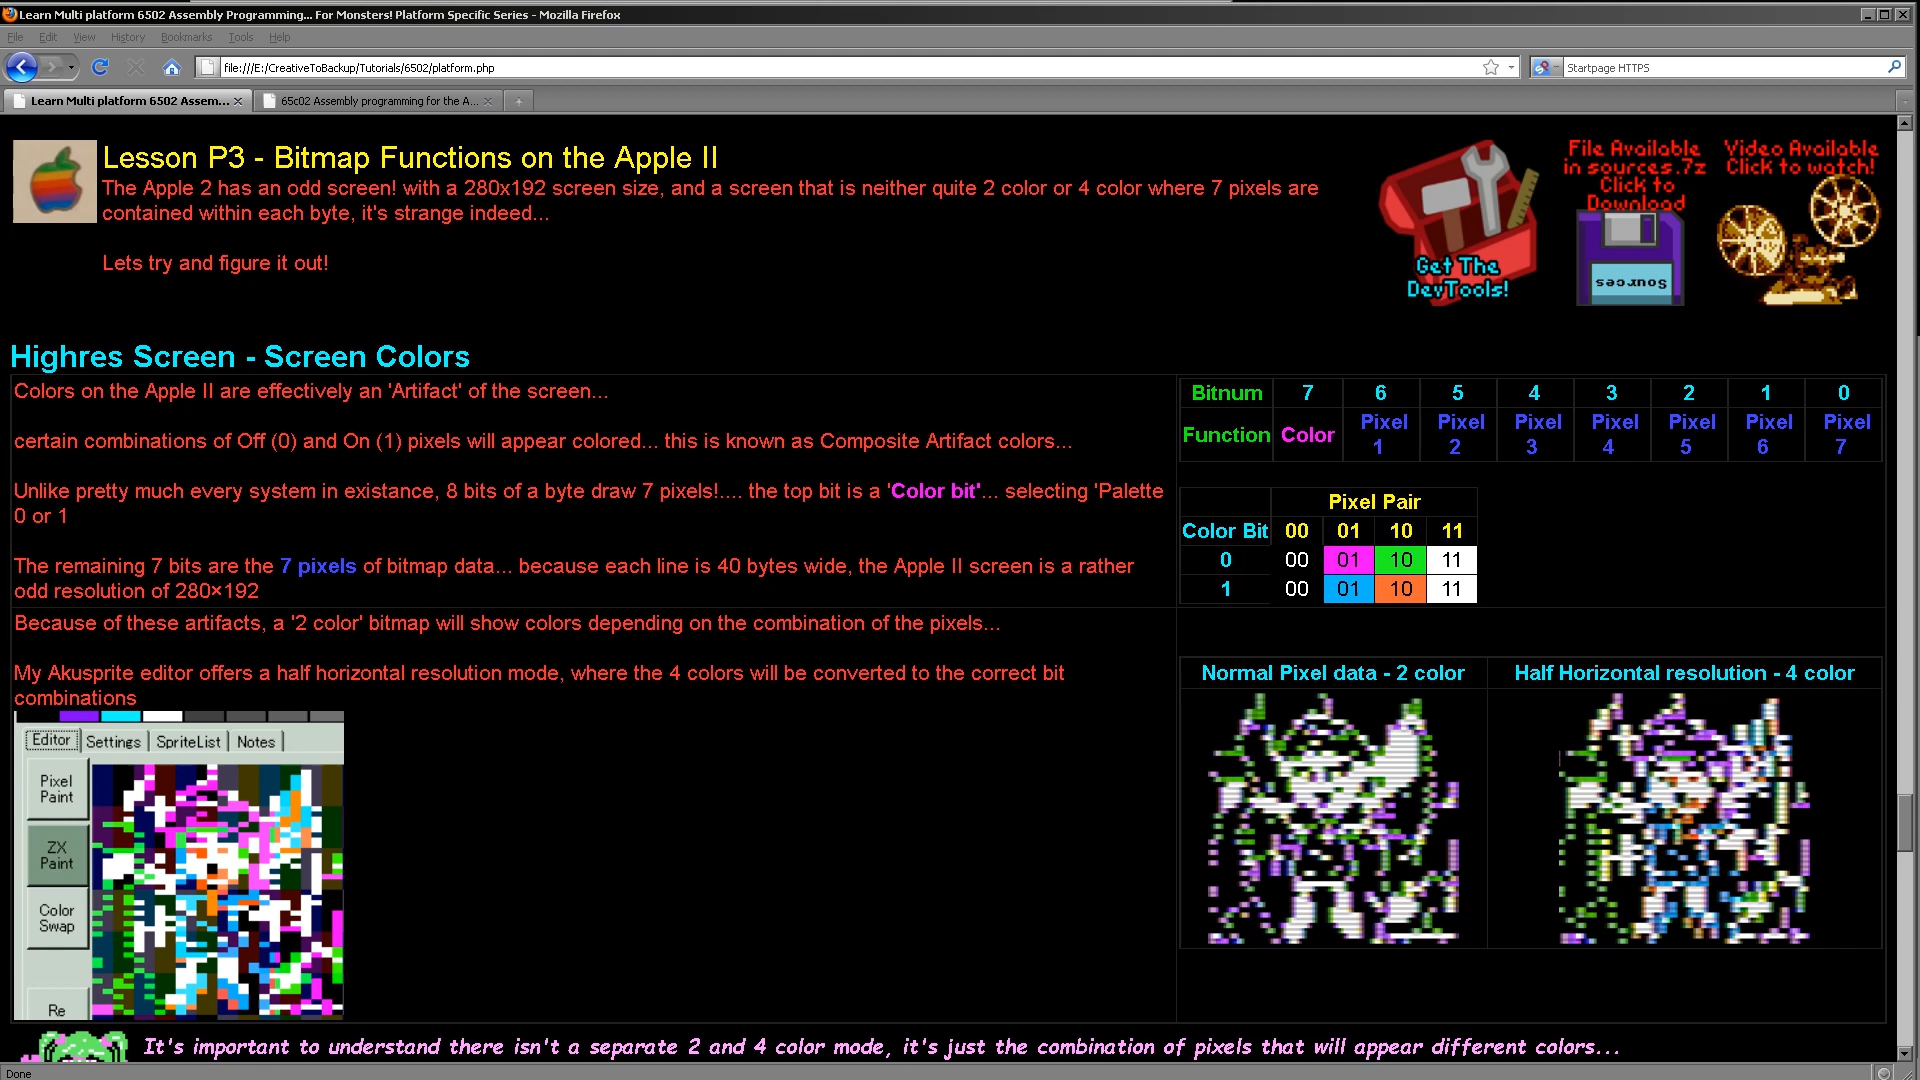 Learn Multi platform 6502 Assembly Programming... For Monsters! Platform Specific Series - Mozilla Firefox
File Edit View History Bookmarks Tools Help
file:///E:/CreativeToBackup/Tutorials/6502/platform.php
Startpage HTTPS
Learn Multi platform 6502 Assem...
65c02 Assembly programming for the A...
Lesson P3 - Bitmap Functions on the Apple II
The Apple 2 has an odd screen! with a 280x192 screen size, and a screen that is neither quite 2 color or 4 color where 7 pixels are
contained within each byte, it's strange indeed...
Lets try and figure it out!
Get The
DevTools!
File Available
in sources.7z
Click to
Download
Sources
Video Available
Click to watch!
Highres Screen - Screen Colors
Colors on the Apple II are effectively an 'Artifact' of the screen...
certain combinations of Off (0) and On (1) pixels will appear colored... this is known as Composite Artifact colors...
Unlike pretty much every system in existance, 8 bits of a byte draw 7 pixels!.... the top bit is a 'Color bit'... selecting 'Palette
0 or 1
The remaining 7 bits are the 7 pixels of bitmap data... because each line is 40 bytes wide, the Apple II screen is a rather
odd resolution of 280×192
Bitnum 7 6 5 4 3 2 1 0
Function Color Pixel 1 Pixel 2 Pixel 3 Pixel 4 Pixel 5 Pixel 6 Pixel 7
Pixel Pair
Color Bit 00 01 10 11
0 00 01 10 11
1 00 01 10 11
Because of these artifacts, a '2 color' bitmap will show colors depending on the combination of the pixels...
My Akusprite editor offers a half horizontal resolution mode, where the 4 colors will be converted to the correct bit
combinations
Editor Settings SpriteList Notes
Pixel
Paint
ZX
Paint
Color
Swap
Re
Normal Pixel data - 2 color
Half Horizontal resolution - 4 color
It's important to understand there isn't a separate 2 and 4 color mode, it's just the combination of pixels that will appear different colors...
Done